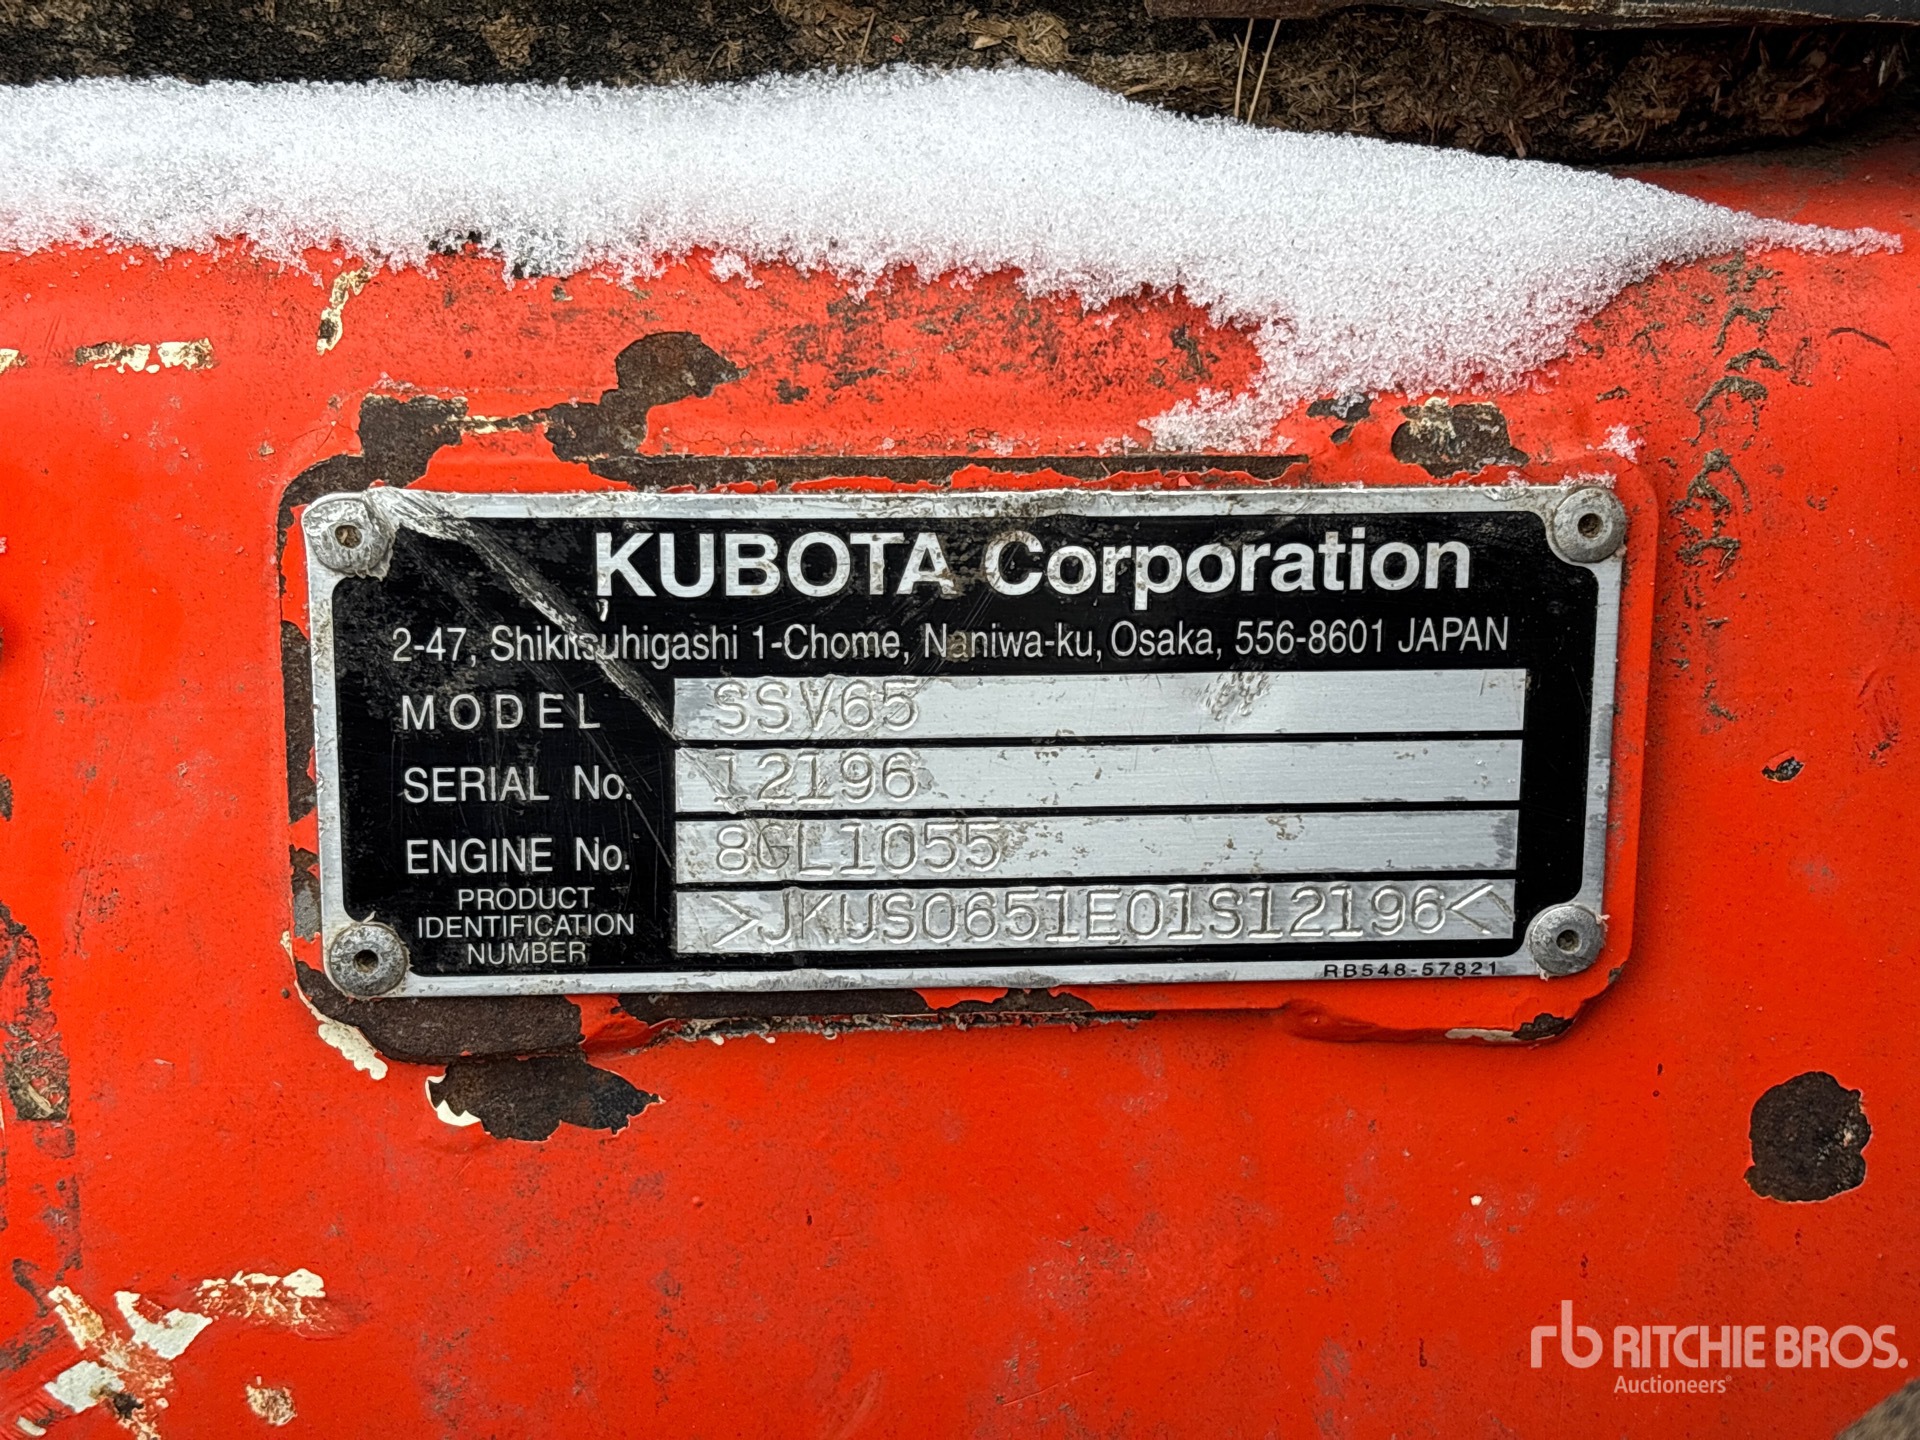 KUBOTA Corporation
2-47, Shikitsuhigashi 1-Chome, Naniwa-ku, Osaka, 556-8601 JAPAN
MODEL SSV65
SERIAL No. 12196
ENGINE No. 8GL1055
PRODUCT IDENTIFICATION NUMBER >JKUS0651E01S12196<
RB548-57821
rb RITCHIE BROS.
Auctioneers